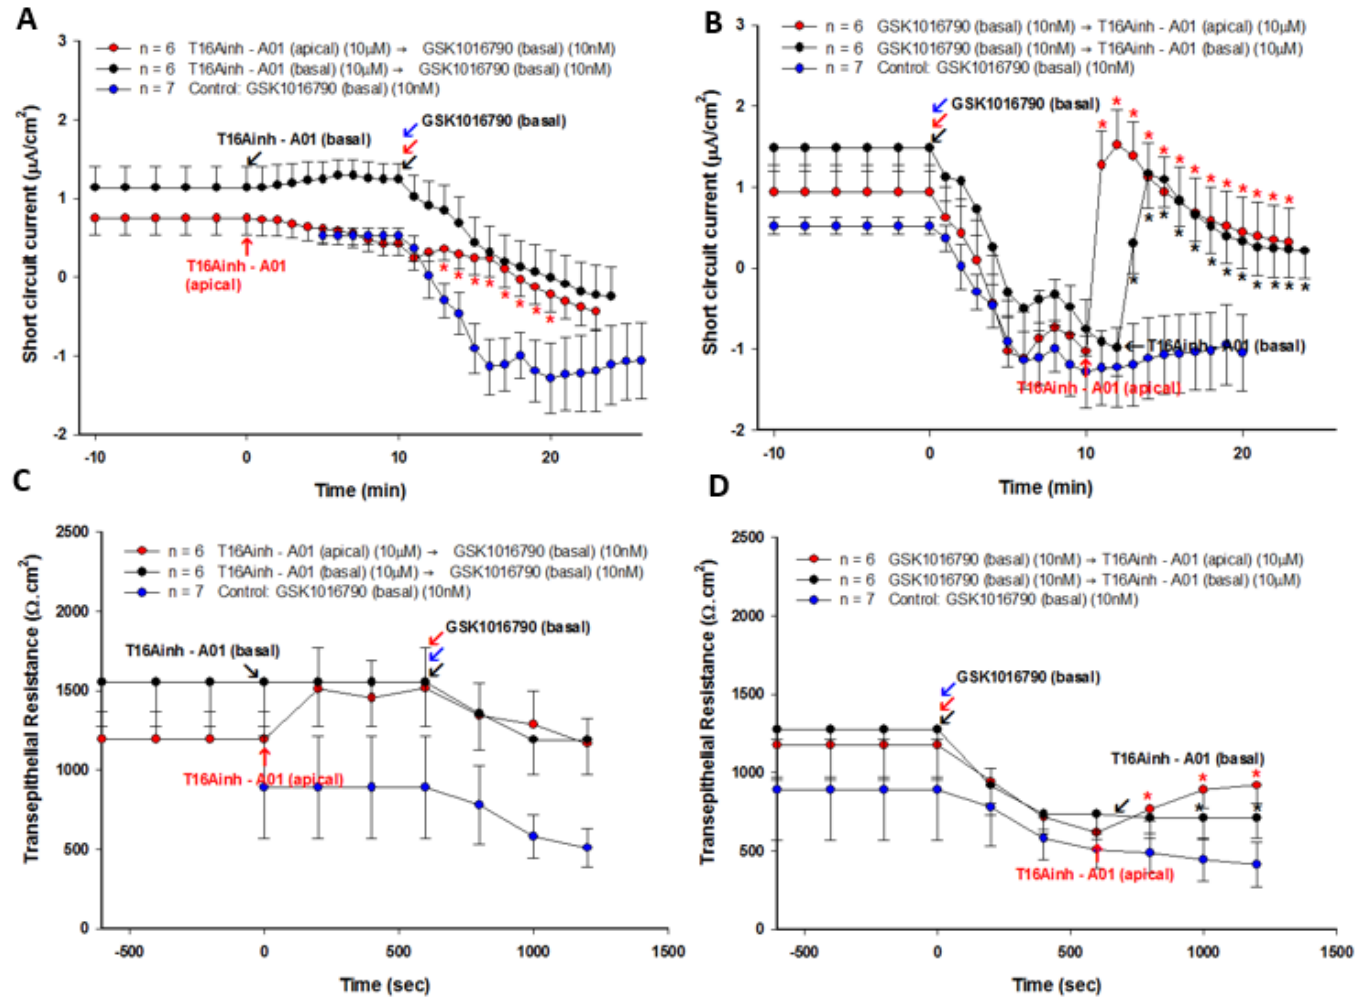 A
n = 6 T16Ainh - A01 (apical) (10µM) → GSK1016790 (basal) (10nM)
n = 6 T16Ainh - A01 (basal) (10µM) → GSK1016790 (basal) (10nM)
n = 7 Control: GSK1016790 (basal) (10nM)
GSK1016790 (basal)
T16Ainh - A01 (basal)
T16Ainh - A01
(apical)
Short circuit current (µA/cm²)
3
2
1
0
-1
-2
-10 0 10 20
Time (min)
B
n = 6 GSK1016790 (basal) (10nM) → T16Ainh - A01 (apical) (10µM)
n = 6 GSK1016790 (basal) (10nM) → T16Ainh - A01 (basal) (10µM)
n = 7 Control: GSK1016790 (basal) (10nM)
GSK1016790 (basal)
T16Ainh - A01 (basal)
T16Ainh - A01 (apical)
Short circuit current (µA/cm²)
3
2
1
0
-1
-2
-10 0 10 20
Time (min)
C
n = 6 T16Ainh - A01 (apical) (10µM) → GSK1016790 (basal) (10nM)
n = 6 T16Ainh - A01 (basal) (10µM) → GSK1016790 (basal) (10nM)
n = 7 Control: GSK1016790 (basal) (10nM)
GSK1016790 (basal)
T16Ainh - A01 (basal)
T16Ainh - A01 (apical)
Transepithelial Resistance (Ω.cm²)
2500
2000
1500
1000
500
0
-500 0 500 1000 1500
Time (sec)
D
n = 6 GSK1016790 (basal) (10nM) → T16Ainh - A01 (apical) (10µM)
n = 6 GSK1016790 (basal) (10nM) → T16Ainh - A01 (basal) (10µM)
n = 7 Control: GSK1016790 (basal) (10nM)
GSK1016790 (basal)
T16Ainh - A01 (basal)
T16Ainh - A01 (apical)
Transepithelial Resistance (Ω.cm²)
2500
2000
1500
1000
500
0
-500 0 500 1000 1500
Time (sec)